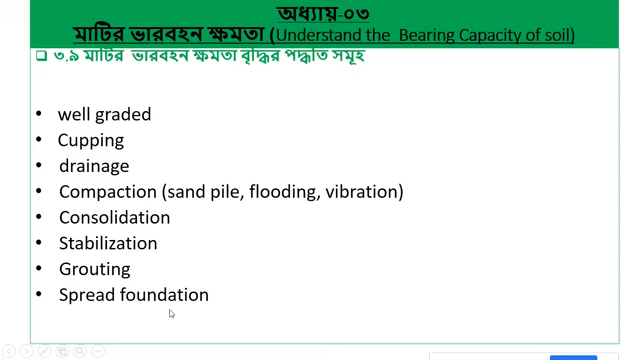 অধ্যায়-০৩
মাটির ভারবহন ক্ষমতা (Understand the Bearing Capacity of soil)
❑ ৩.৯ মাটির ভারবহন ক্ষমতা বৃদ্ধির পদ্ধতি সমূহ
• well graded
• Cupping
• drainage
• Compaction (sand pile, flooding, vibration)
• Consolidation
• Stabilization
• Grouting
• Spread foundation